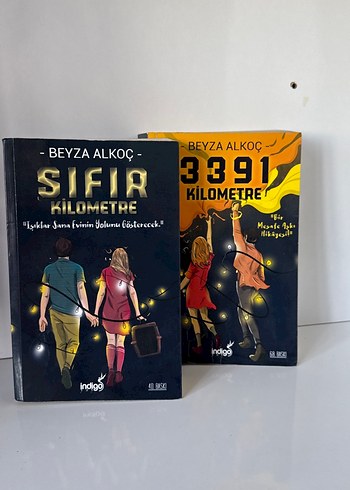 - BEYZA ALKOÇ -
SIFIR
KİLOMETRE
"Işıklar Sana Evinin Yolunu Gösterecek."
indigo
- BEYZA ALKOÇ -
3391
KİLOMETRE
"Bir
Mesafe Aşkı
Hikâyesi"
indigo